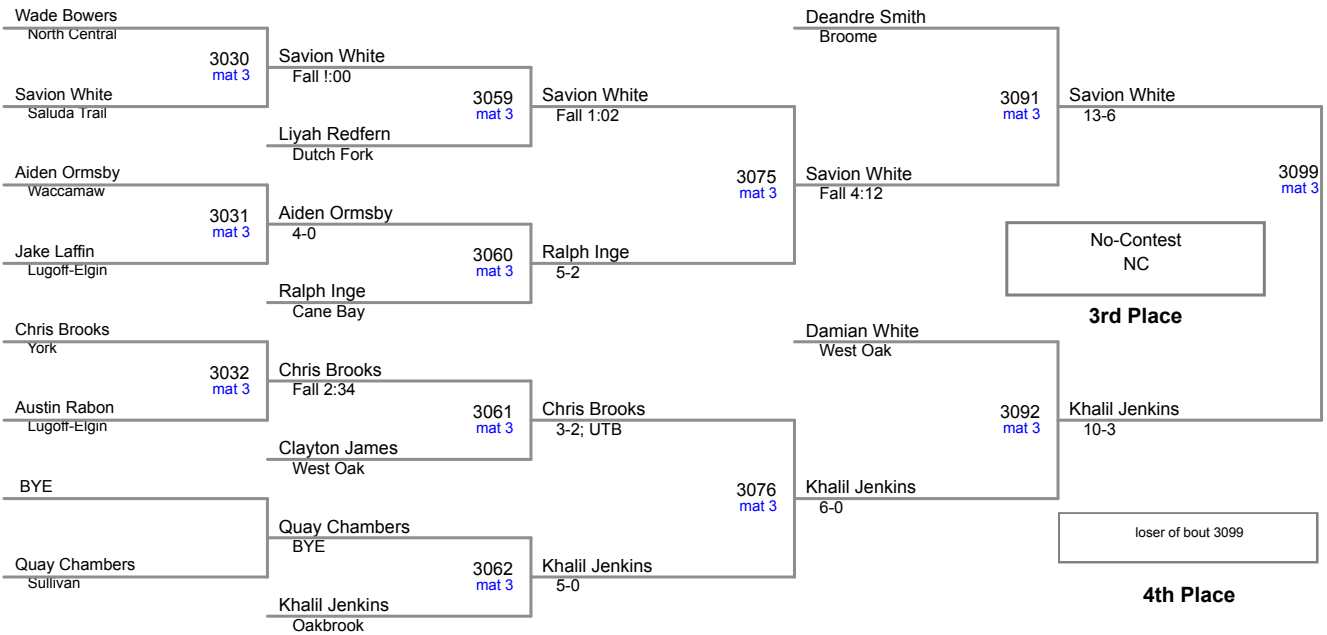 Wade Bowers
North Central
3030
mat 3
Savion White
Saluda Trail
Savion White
Fall !:00
3059
mat 3
Liyah Redfern
Dutch Fork
Aiden Ormsby
Waccamaw
3031
mat 3
Jake Laffin
Lugoff-Elgin
Aiden Ormsby
4-0
3060
mat 3
Ralph Inge
Cane Bay
Savion White
Fall 1:02
3075
mat 3
Ralph Inge
5-2
Chris Brooks
York
3032
mat 3
Austin Rabon
Lugoff-Elgin
Chris Brooks
Fall 2:34
3061
mat 3
Clayton James
West Oak
BYE
Quay Chambers
Sullivan
Quay Chambers
BYE
3062
mat 3
Khalil Jenkins
Oakbrook
Chris Brooks
3-2; UTB
3076
mat 3
Khalil Jenkins
5-0
Deandre Smith
Broome
3091
mat 3
Savion White
Fall 4:12
Savion White
13-6
3099
mat 3
No-Contest
NC
3rd Place
Damian White
West Oak
3092
mat 3
Khalil Jenkins
6-0
Khalil Jenkins
10-3
loser of bout 3099
4th Place